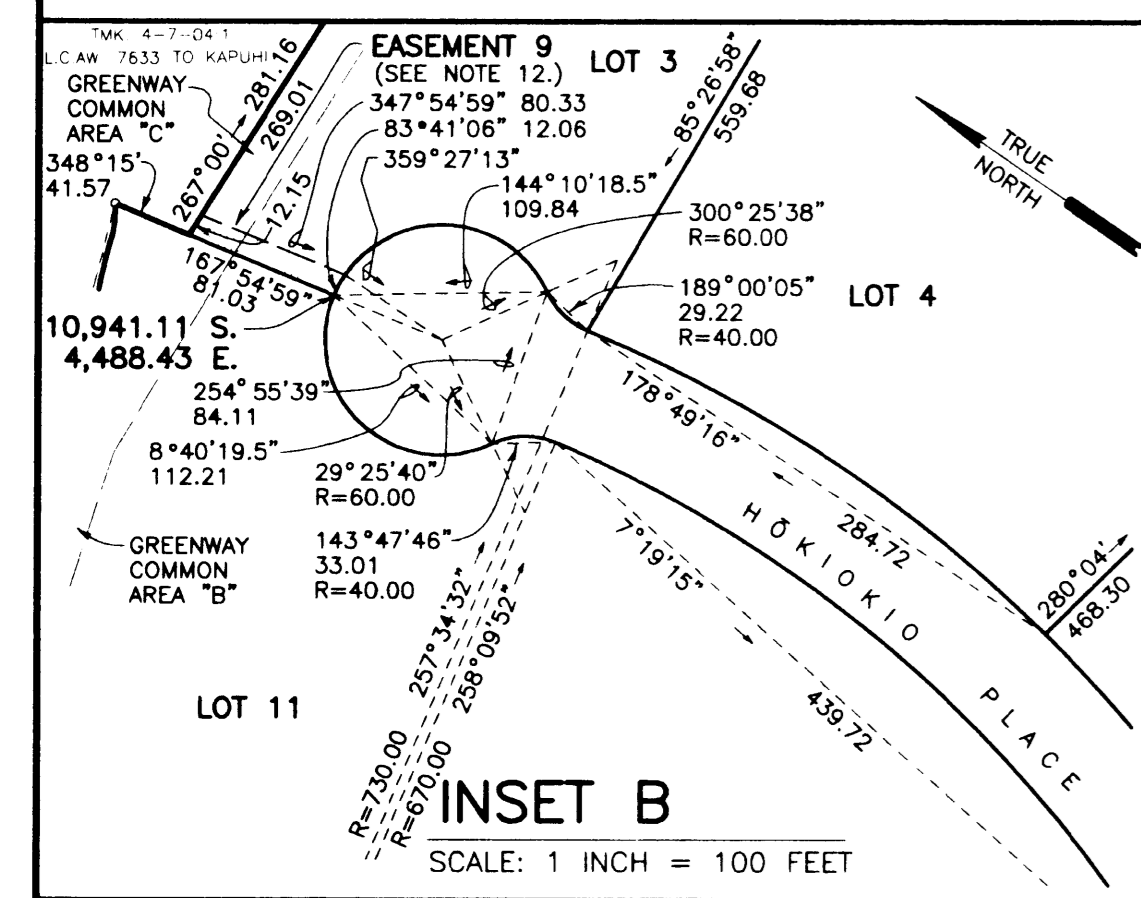 TMK: 4-7-04:1
L.C.AW 7633 TO KAPUHI
GREENWAY
COMMON
AREA "C"
348°15'
41.57
267°00' 281.16
269.01
12.15
EASEMENT 9
(SEE NOTE 12.)
347°54'59" 80.33
83°41'06" 12.06
359°27'13"
LOT 3
85°26'58"
559.68
TRUE
NORTH
144°10'18.5"
109.84
300°25'38"
R=60.00
189°00'05"
29.22
R=40.00
LOT 4
167°54'59"
81.03
10,941.11 S.
4,488.43 E.
254°55'39"
84.11
8°40'19.5"
112.21
29°25'40"
R=60.00
143°47'46"
33.01
R=40.00
GREENWAY
COMMON
AREA "B"
178°49'16"
284.72
7°19'15"
439.72
HŌKIOKIO PLACE
280°04'
468.30
257°34'32"
R=730.00
258°09'52"
R=670.00
LOT 11
INSET B
SCALE: 1 INCH = 100 FEET